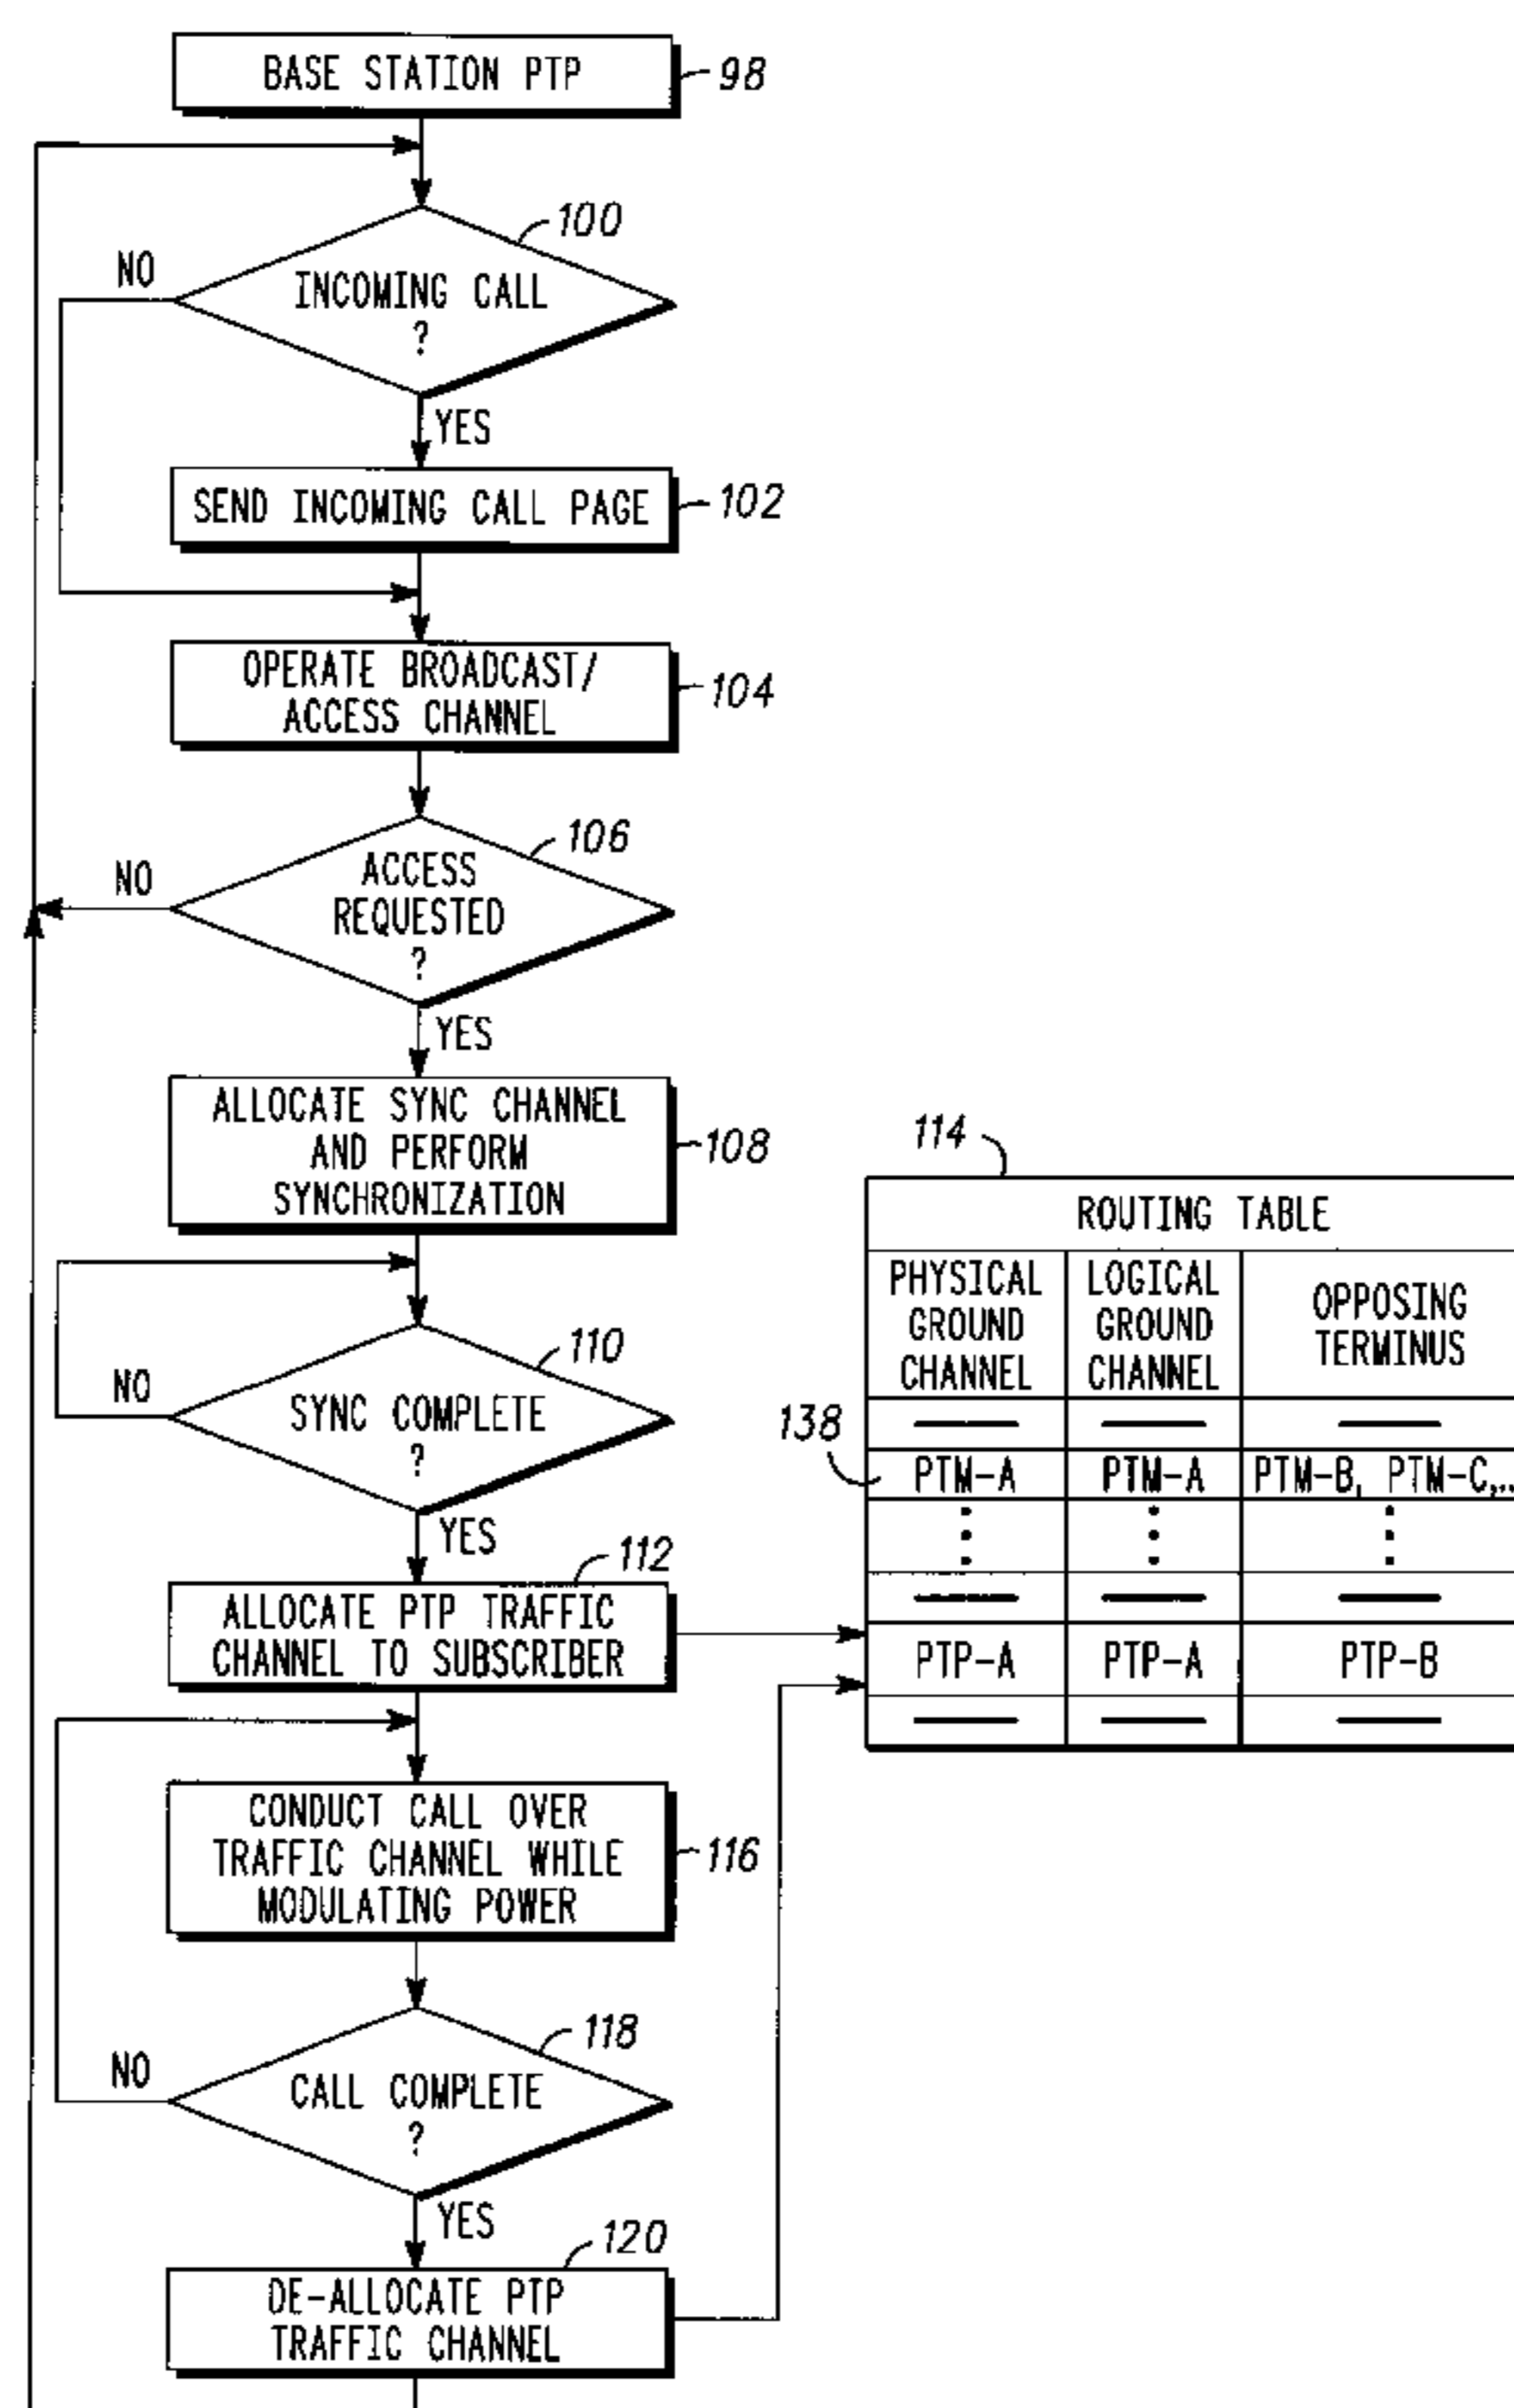 BASE STATION PTP
98
100
INCOMING CALL
?
NO
YES
SEND INCOMING CALL PAGE
102
OPERATE BROADCAST/
ACCESS CHANNEL
104
106
ACCESS
REQUESTED
?
NO
YES
ALLOCATE SYNC CHANNEL
AND PERFORM
SYNCHRONIZATION
108
110
SYNC COMPLETE
?
NO
YES
112
ALLOCATE PTP TRAFFIC
CHANNEL TO SUBSCRIBER
CONDUCT CALL OVER
TRAFFIC CHANNEL WHILE
MODULATING POWER
116
118
CALL COMPLETE
?
NO
YES
120
DE-ALLOCATE PTP
TRAFFIC CHANNEL
114
ROUTING TABLE
PHYSICAL
GROUND
CHANNEL
LOGICAL
GROUND
CHANNEL
OPPOSING
TERMINUS
138
PTM-A PTM-A PTM-B, PTM-C,..
PTP-A PTP-A PTP-B